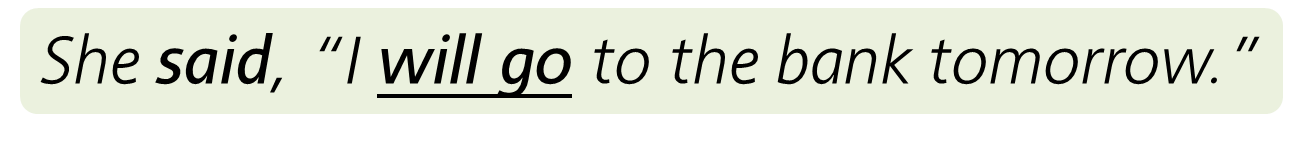 She said, “I will go to the bank tomorrow.”